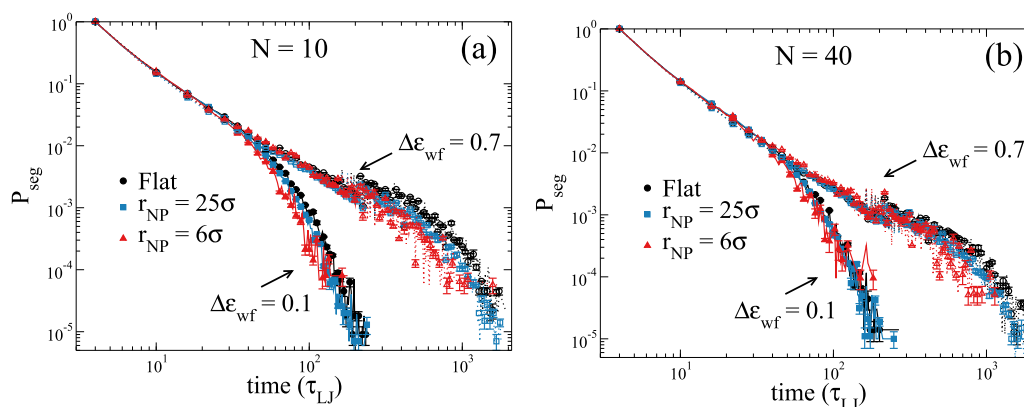 N = 10
(a)
10^0
10^-1
10^-2
10^-3
10^-4
10^-5
P_seg
Δε_wf = 0.7
Flat
r_NP = 25σ
r_NP = 6σ
Δε_wf = 0.1
10^1
10^2
10^3
time (τ_LJ)
N = 40
(b)
10^0
10^-1
10^-2
10^-3
10^-4
10^-5
P_seg
Δε_wf = 0.7
Flat
r_NP = 25σ
r_NP = 6σ
Δε_wf = 0.1
10^1
10^2
10^3
time (τ_LJ)